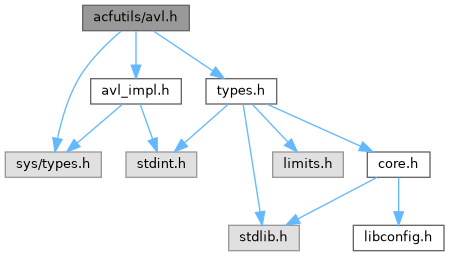 acfutils/avl.h
avl_impl.h
types.h
sys/types.h
stdint.h
limits.h
core.h
stdlib.h
libconfig.h